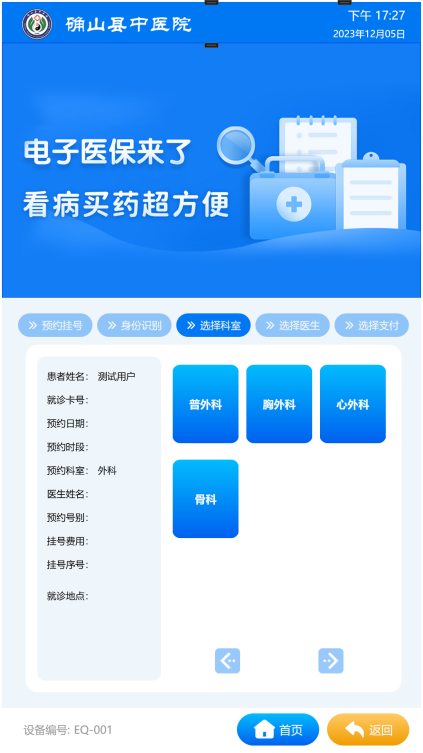 确山县中医院
下午 17:27
2023年12月05日
电子医保来了
看病买药超方便
预约挂号
身份识别
选择科室
选择医生
选择支付
患者姓名: 测试用户
就诊卡号:
预约日期:
预约时段:
预约科室: 外科
医生姓名:
预约号别:
挂号费用:
挂号序号:
就诊地点:
普外科
胸外科
心外科
骨科
设备编号: EQ-001
首页
返回